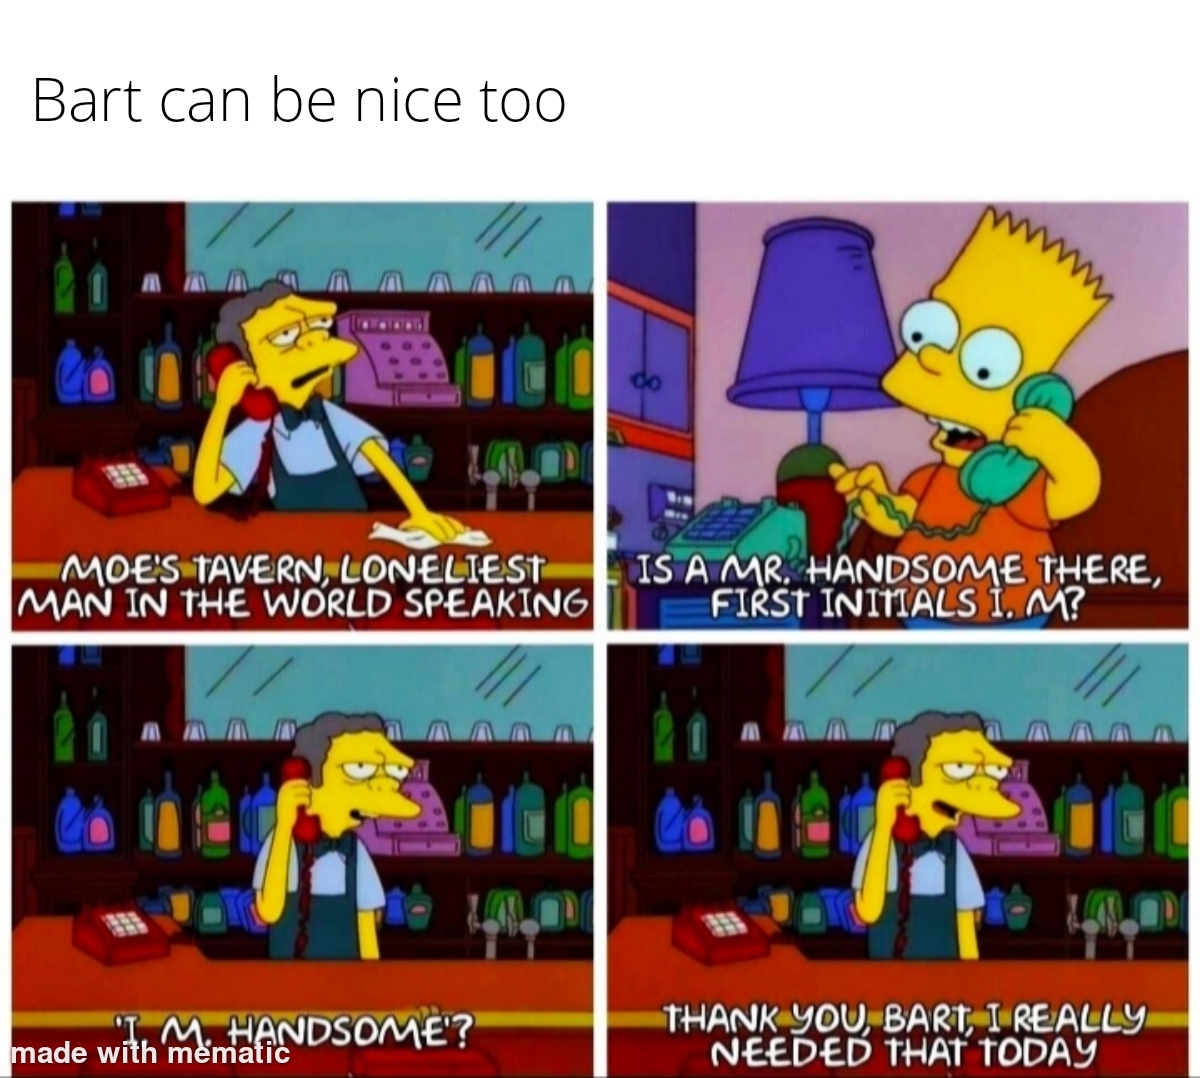 Bart can be nice too
MOE'S TAVERN, LONELIEST
MAN IN THE WORLD SPEAKING
IS A MR. HANDSOME THERE,
FIRST INITIALS I. M?
'I. M. HANDSOME'?
made with mematic
THANK YOU, BART, I REALLY
NEEDED THAT TODAY